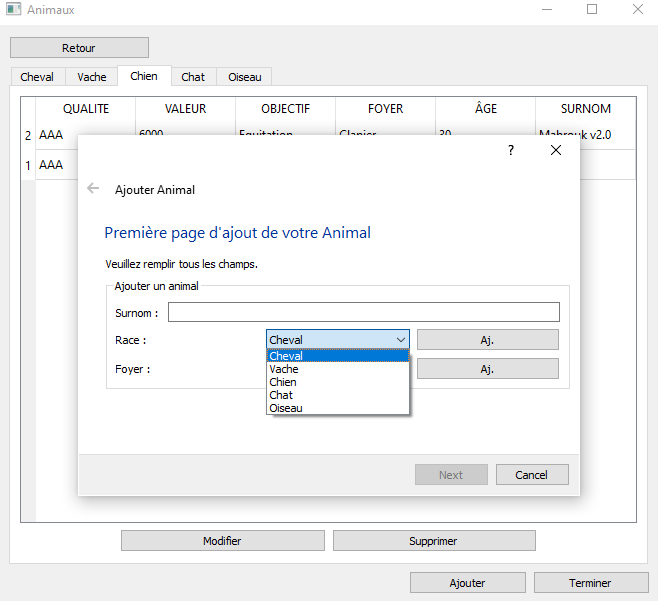 Animaux
Retour
Cheval Vache Chien Chat Oiseau
QUALITE VALEUR OBJECTIF FOYER ÂGE SURNOM
2 AAA 6000 Equitation Clapier 20 Mabrouk v2.0
1 AAA
?
Ajouter Animal
Première page d'ajout de votre Animal
Veuillez remplir tous les champs.
Ajouter un animal
Surnom :
Race : Cheval Aj.
Cheval
Vache
Foyer : Aj.
Chien
Chat
Oiseau
Next Cancel
Modifier Supprimer
Ajouter Terminer